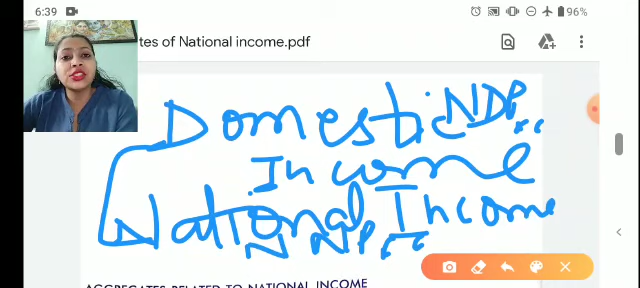 6:39 96%
tes of National income.pdf
Domestic NDP
Income
National Income
NNP
AGGREGATES RELATED TO NATIONAL INCOME